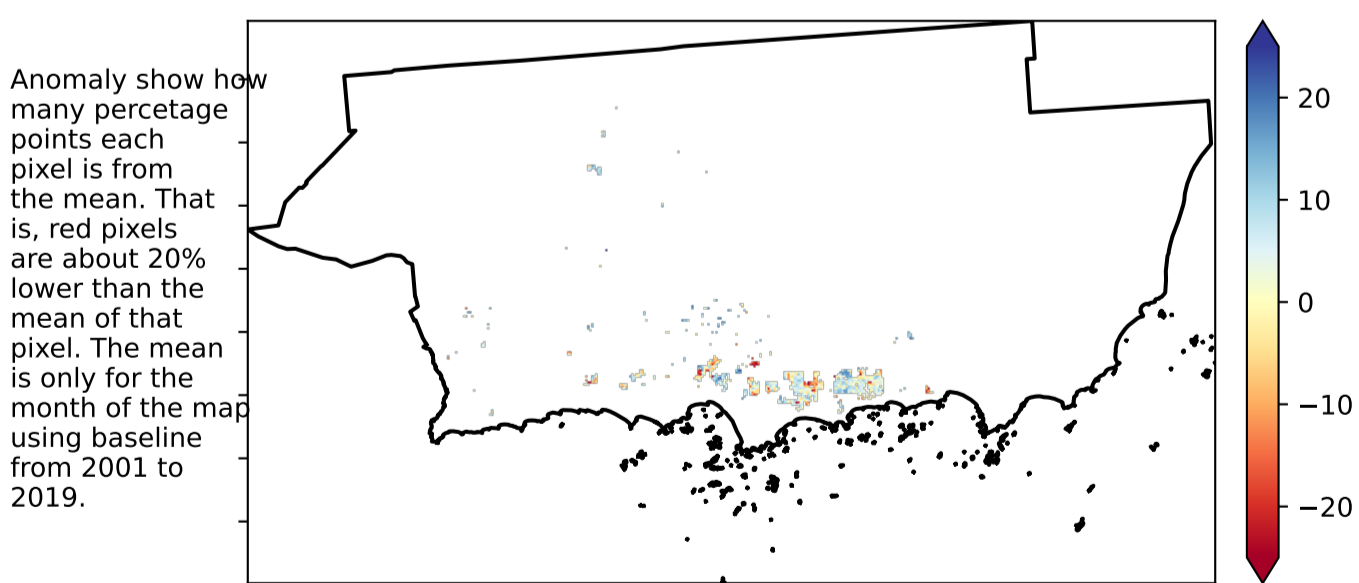 Anomaly show how
many percetage
points each
pixel is from
the mean. That
is, red pixels
are about 20%
lower than the
mean of that
pixel. The mean
is only for the
month of the map
using baseline
from 2001 to
2019.
20
10
0
−10
−20